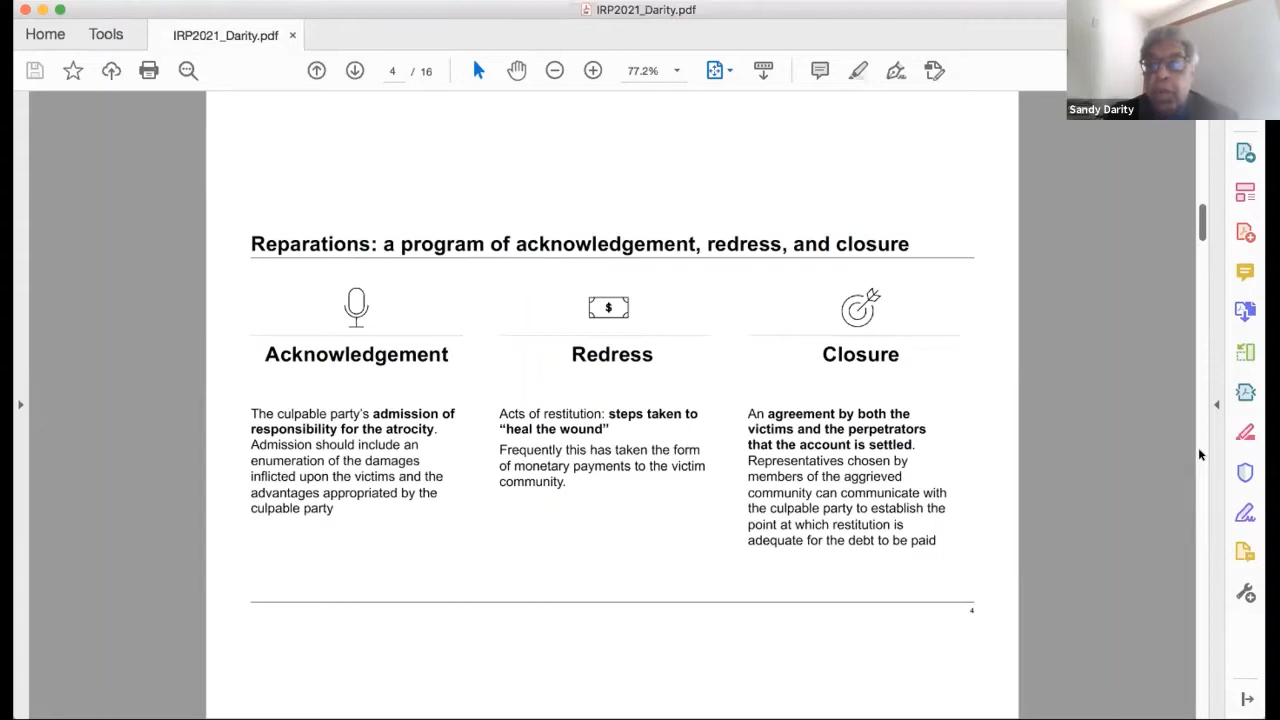 IRP2021_Darity.pdf
Home
Tools
IRP2021_Darity.pdf ×
4 / 16
77.2%
Sandy Darity
Reparations: a program of acknowledgement, redress, and closure
$
Acknowledgement
The culpable party’s admission of
responsibility for the atrocity.
Admission should include an
enumeration of the damages
inflicted upon the victims and the
advantages appropriated by the
culpable party
Redress
Acts of restitution: steps taken to
“heal the wound”
Frequently this has taken the form
of monetary payments to the victim
community.
Closure
An agreement by both the
victims and the perpetrators
that the account is settled.
Representatives chosen by
members of the aggrieved
community can communicate with
the culpable party to establish the
point at which restitution is
adequate for the debt to be paid
4